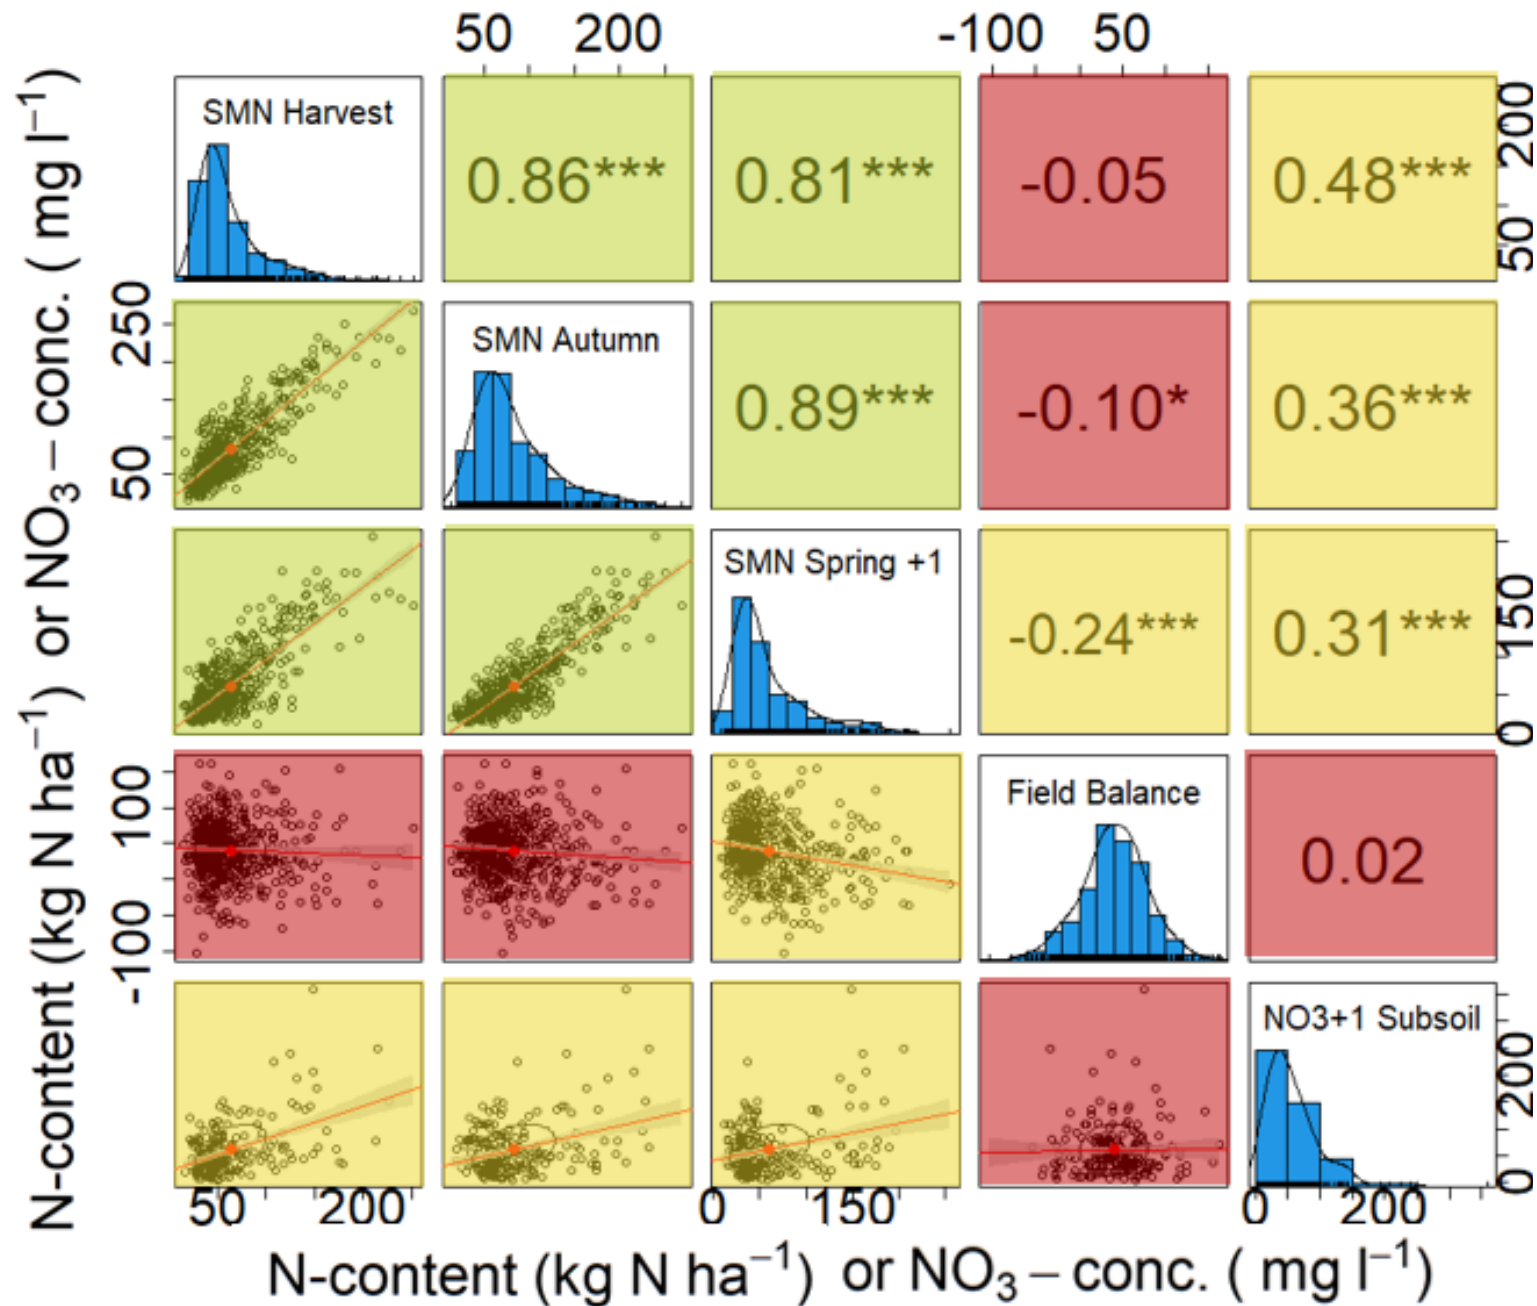 50 200 -100 50
SMN Harvest
0.86***
0.81***
-0.05
0.48***
50 200
SMN Autumn
0.89***
-0.10*
0.36***
50 250
SMN Spring +1
-0.24***
0.31***
0 150
Field Balance
0.02
-100 100
NO3+1 Subsoil
0 200
50 200 0 150 0 200
N-content (kg N ha⁻¹) or NO₃ – conc. ( mg l⁻¹)
N-content (kg N ha⁻¹) or NO₃ – conc. ( mg l⁻¹)